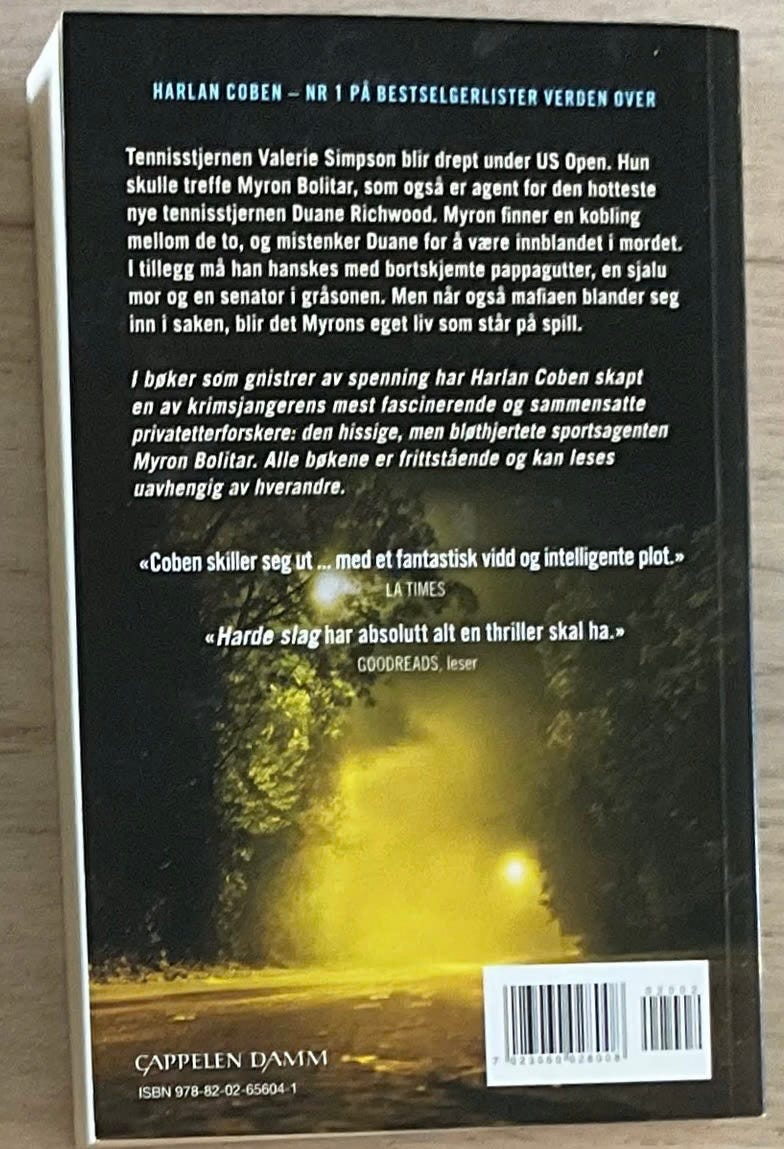 HARLAN COBEN – NR 1 PÅ BESTSELGERLISTER VERDEN OVER
Tennisstjernen Valerie Simpson blir drept under US Open. Hun
skulle treffe Myron Bolitar, som også er agent for den hotteste
nye tennisstjernen Duane Richwood. Myron finner en kobling
mellom de to, og mistenker Duane for å være innblandet i mordet.
I tillegg må han hanskes med bortskjemte pappagutter, en sjalu
mor og en senator i gråsonen. Men når også mafiaen blander seg
inn i saken, blir det Myrons eget liv som står på spill.
I bøker som gnistrer av spenning har Harlan Coben skapt
en av krimsjangerens mest fascinerende og sammensatte
privatetterforskere: den hissige, men bløthjertete sportsagenten
Myron Bolitar. Alle bøkene er frittstående og kan leses
uavhengig av hverandre.
«Coben skiller seg ut ... med et fantastisk vidd og intelligente plot.»
LA TIMES
«Harde slag har absolutt alt en thriller skal ha.»
GOODREADS, leser
02002
CAPPELEN DAMM
ISBN 978-82-02-65604-1